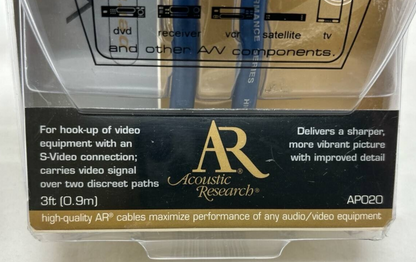 dvd receiver vcr satellite tv
and other A/V components.
For hook-up of video
equipment with an
S-Video connection;
carries video signal
over two discreet paths
3ft (0.9m)
AR
Acoustic
Research®
Delivers a sharper,
more vibrant picture
with improved detail
AP020
high-quality AR® cables maximize performance of any audio/video equipment